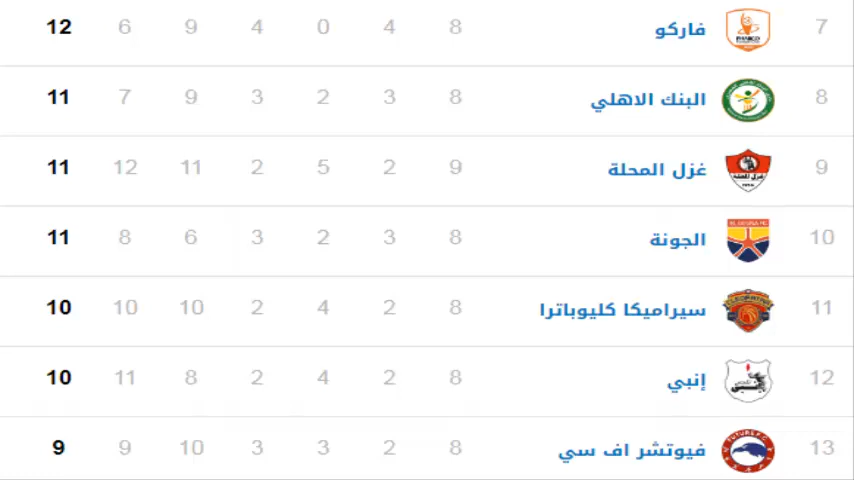 7 فاركو 8 4 0 4 9 6 12
8 البنك الاهلي 8 3 2 3 9 7 11
9 غزل المحلة 9 2 5 2 11 12 11
10 الجونة 8 3 2 3 6 8 11
11 سيراميكا كليوباترا 8 2 4 2 10 10 10
12 إنبي 8 2 4 2 8 11 10
13 فيوتشر اف سي 8 2 3 3 10 9 9